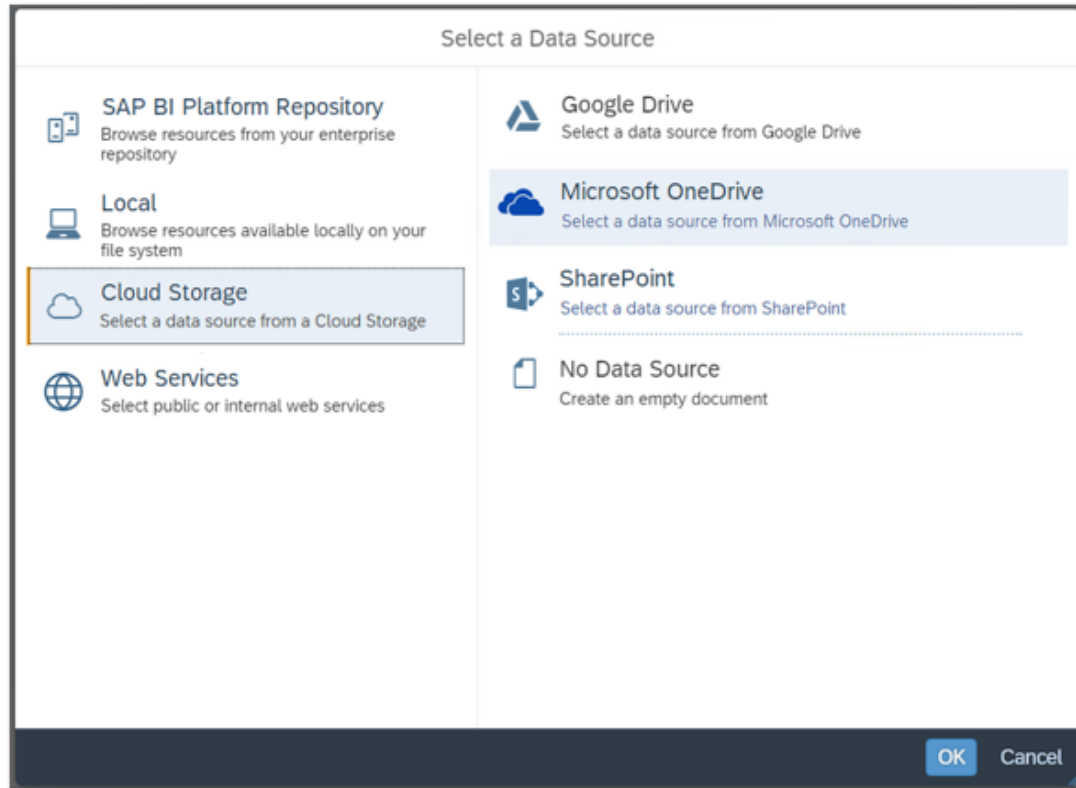 Select a Data Source
SAP BI Platform Repository
Browse resources from your enterprise
repository
Local
Browse resources available locally on your
file system
Cloud Storage
Select a data source from a Cloud Storage
Web Services
Select public or internal web services
Google Drive
Select a data source from Google Drive
Microsoft OneDrive
Select a data source from Microsoft OneDrive
SharePoint
Select a data source from SharePoint
No Data Source
Create an empty document
OK Cancel